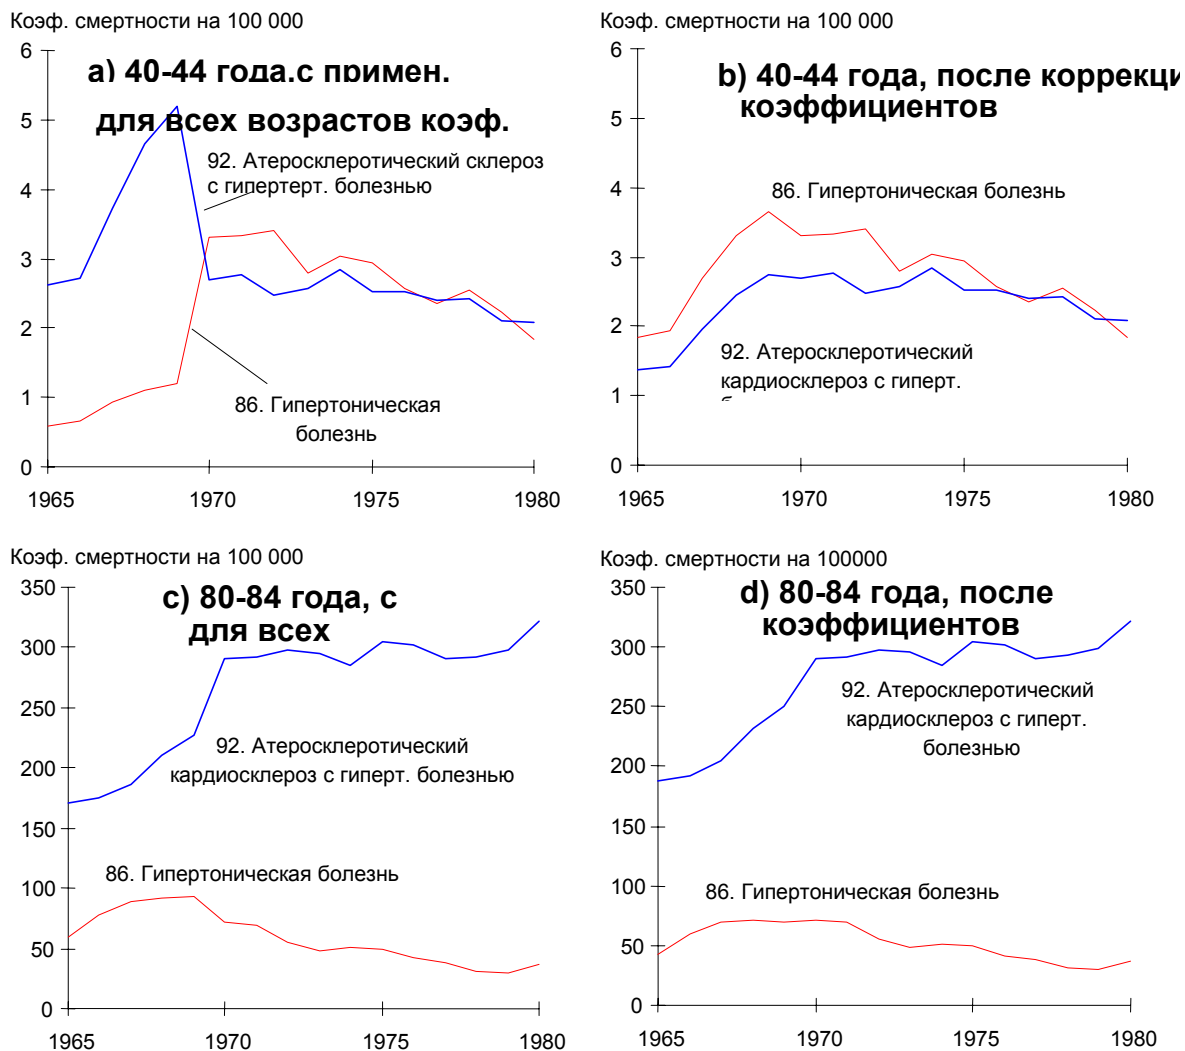 Коэф. смертности на 100 000
a) 40-44 года,с примен.
для всех возрастов коэф.
6
5
4
3
2
1
0
92. Атеросклеротический склероз
с гипертерт. болезнью
86. Гипертоническая
болезнь
1965
1970
1975
1980
Коэф. смертности на 100 000
b) 40-44 года, после коррекци
коэффициентов
6
5
4
3
2
1
0
86. Гипертоническая болезнь
92. Атеросклеротический
кардиосклероз с гиперт.
1965
1970
1975
1980
Коэф. смертности на 100 000
c) 80-84 года, с
для всех
350
300
250
200
150
100
50
0
92. Атеросклеротический
кардиосклероз с гиперт. болезнью
86. Гипертоническая болезнь
1965
1970
1975
1980
Коэф. смертности на 100000
d) 80-84 года, после
коэффициентов
350
300
250
200
150
100
50
0
92. Атеросклеротический
кардиосклероз с гиперт.
болезнью
86. Гипертоническая болезнь
1965
1970
1975
1980